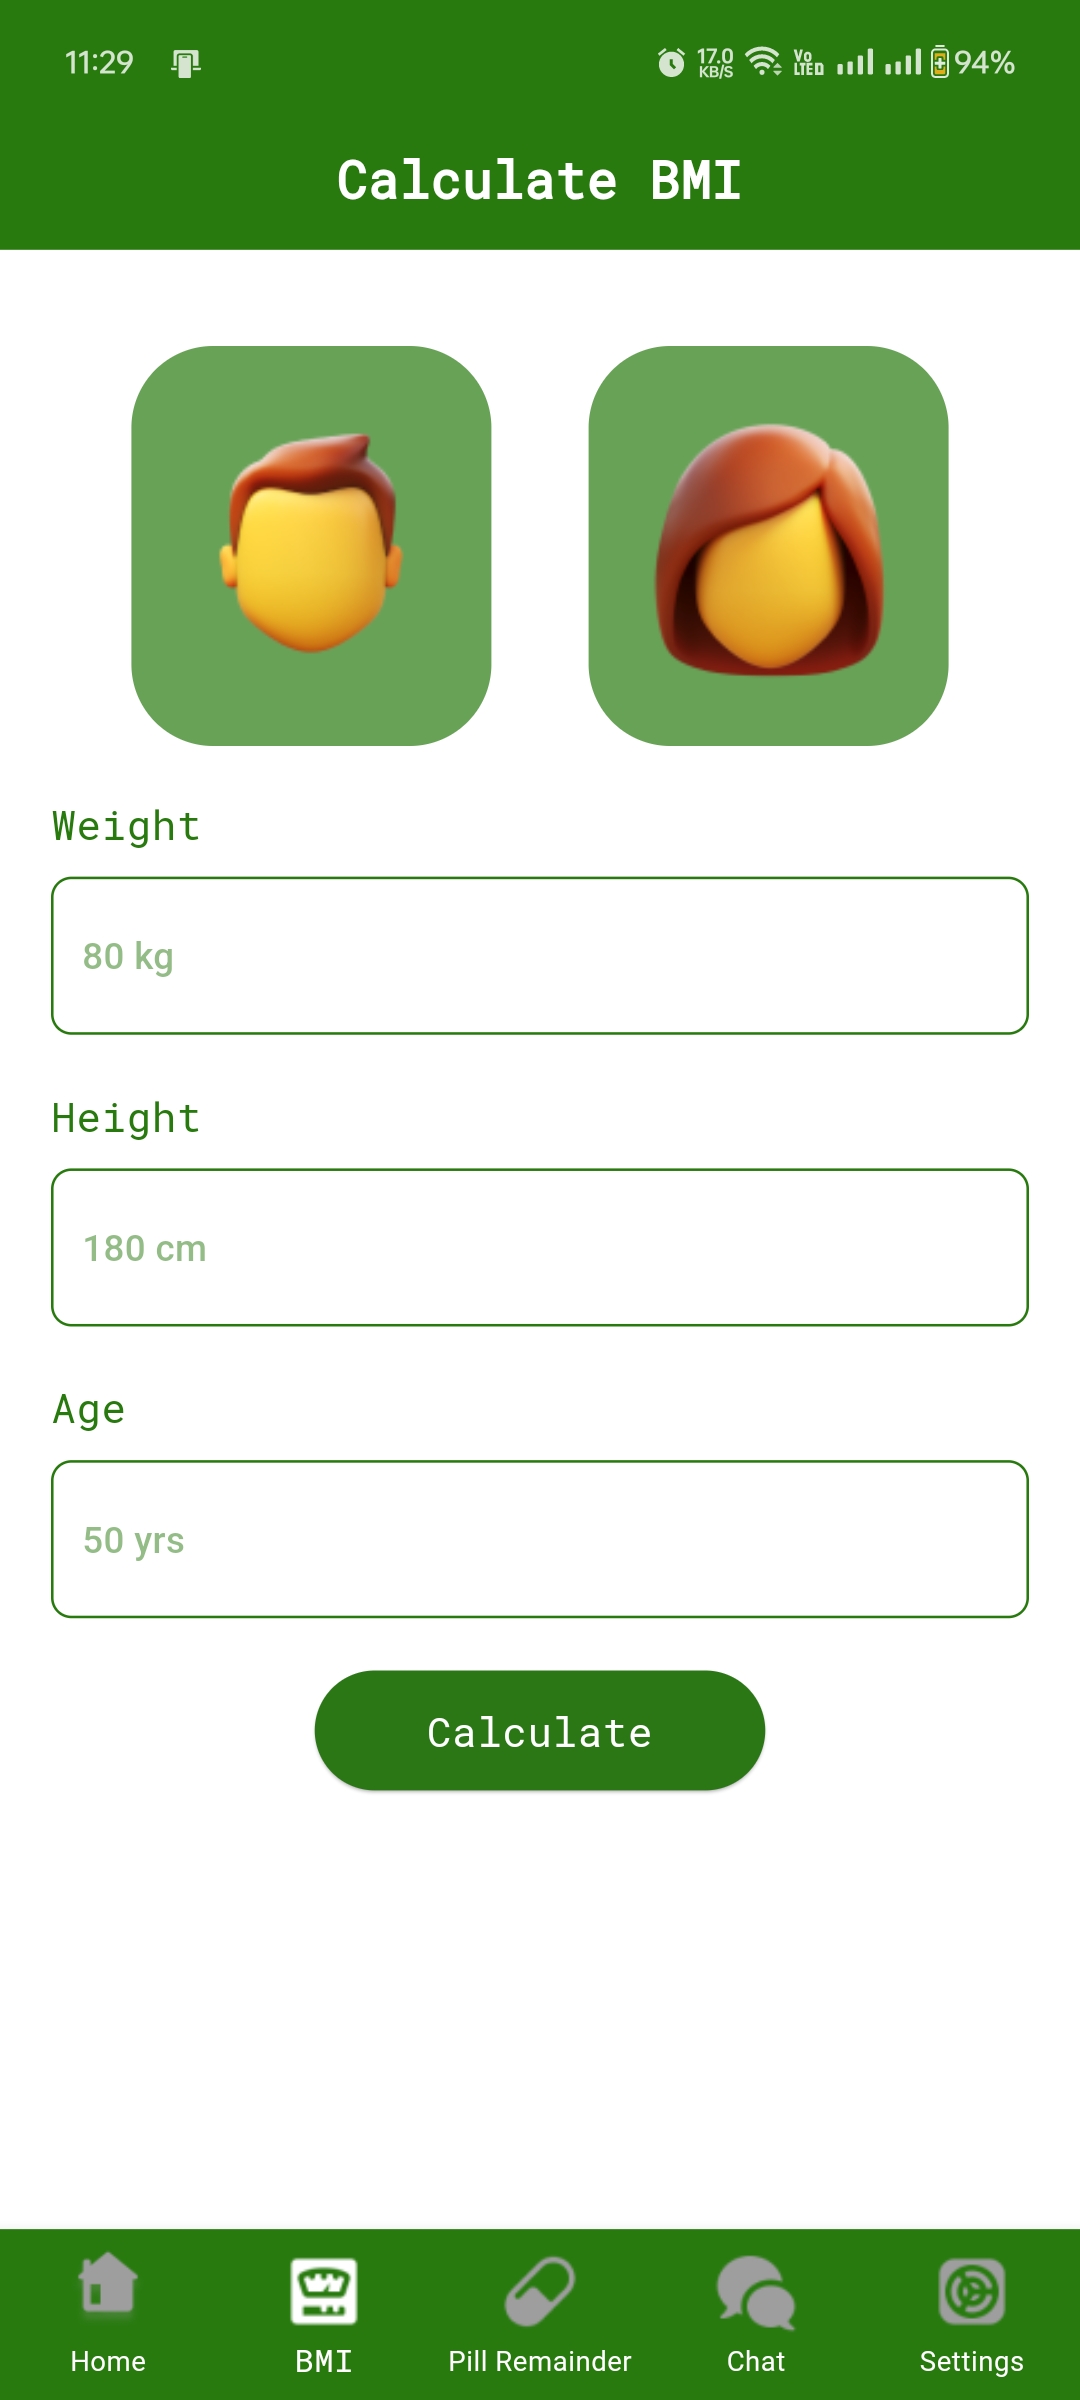 11:29 17.0 KB/S Vo LTED 94%
Calculate BMI
Weight
80 kg
Height
180 cm
Age
50 yrs
Calculate
Home BMI Pill Remainder Chat Settings